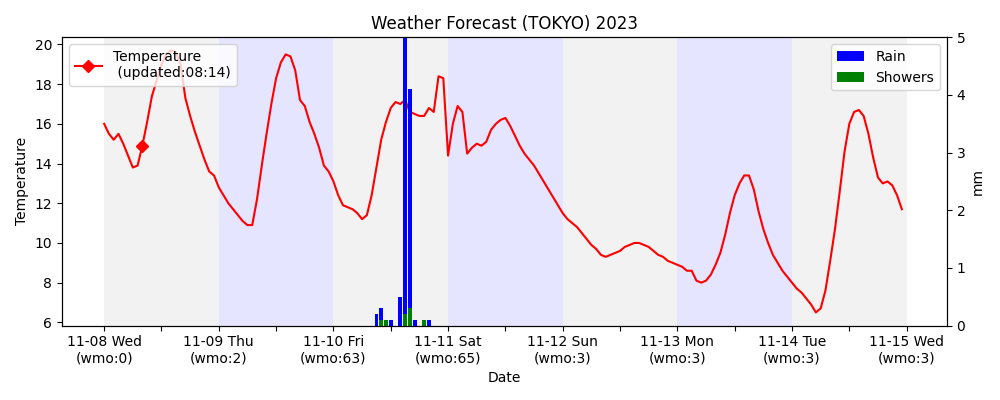 Weather Forecast (TOKYO) 2023
Temperature
(updated:08:14)
Rain
Showers
Temperature
20
18
16
14
12
10
8
6
5
4
3
2
1
0
mm
11-08 Wed
(wmo:0)
11-09 Thu
(wmo:2)
11-10 Fri
(wmo:63)
11-11 Sat
(wmo:65)
11-12 Sun
(wmo:3)
11-13 Mon
(wmo:3)
11-14 Tue
(wmo:3)
11-15 Wed
(wmo:3)
Date